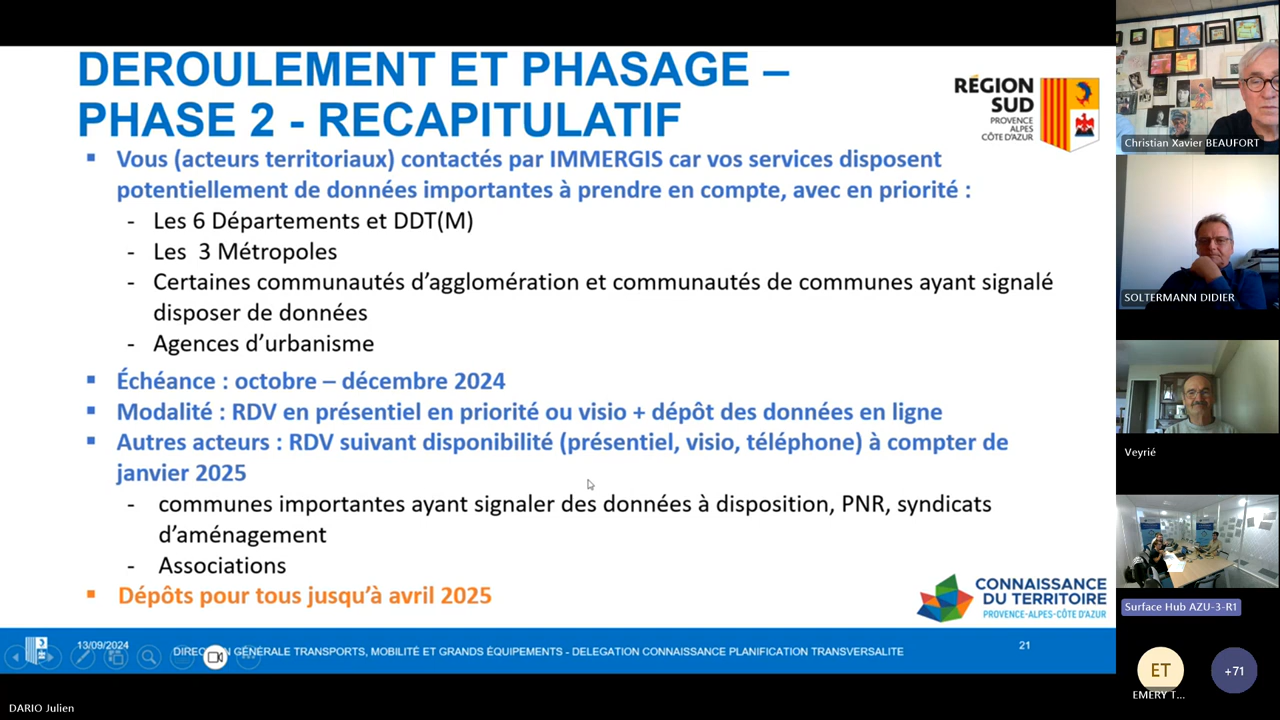 DEROULEMENT ET PHASAGE –
PHASE 2 - RECAPITULATIF
RÉGION
SUD
PROVENCE
ALPES
CÔTE D'AZUR
▪ Vous (acteurs territoriaux) contactés par IMMERGIS car vos services disposent
potentiellement de données importantes à prendre en compte, avec en priorité :
- Les 6 Départements et DDT(M)
- Les 3 Métropoles
- Certaines communautés d’agglomération et communautés de communes ayant signalé
disposer de données
- Agences d’urbanisme
▪ Échéance : octobre – décembre 2024
▪ Modalité : RDV en présentiel en priorité ou visio + dépôt des données en ligne
▪ Autres acteurs : RDV suivant disponibilité (présentiel, visio, téléphone) à compter de
janvier 2025
- communes importantes ayant signaler des données à disposition, PNR, syndicats
d’aménagement
- Associations
▪ Dépôts pour tous jusqu’à avril 2025
CONNAISSANCE
DU TERRITOIRE
PROVENCE-ALPES-CÔTE D'AZUR
13/09/2024
DIRECTION GÉNÉRALE TRANSPORTS, MOBILITÉ ET GRANDS ÉQUIPEMENTS - DELEGATION CONNAISSANCE PLANIFICATION TRANSVERSALITE
21
DARIO Julien
Christian Xavier BEAUFORT
SOLTERMANN DIDIER
Veyrié
Surface Hub AZU-3-R1
ET
+71
EMERY T...